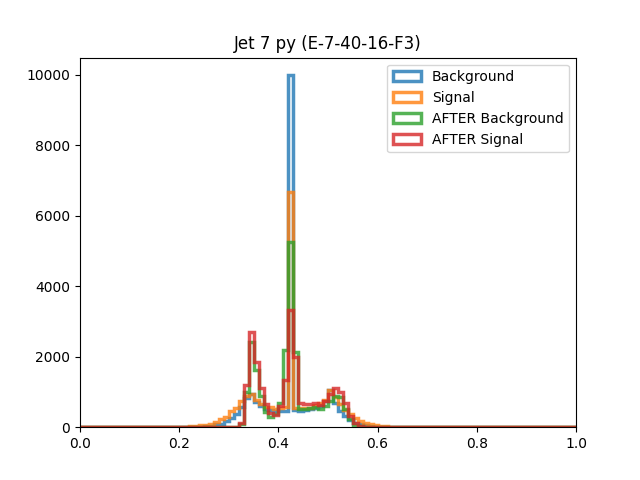 Jet 7 py (E-7-40-16-F3)
Background
Signal
AFTER Background
AFTER Signal
10000
8000
6000
4000
2000
0
0.0 0.2 0.4 0.6 0.8 1.0